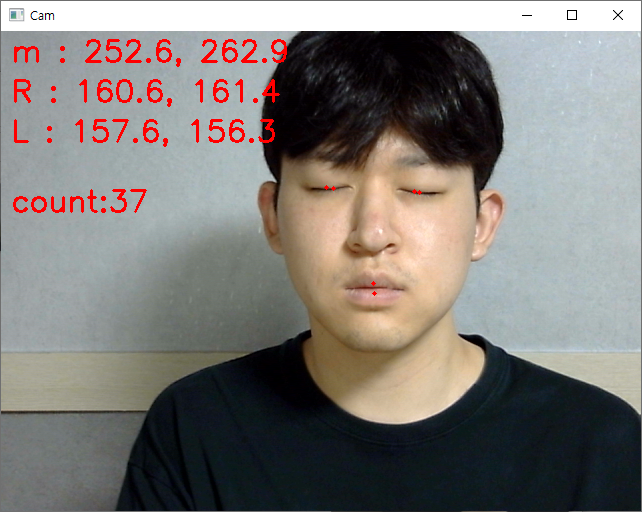 Cam
m : 252.6, 262.9
R : 160.6, 161.4
L : 157.6, 156.3
count:37